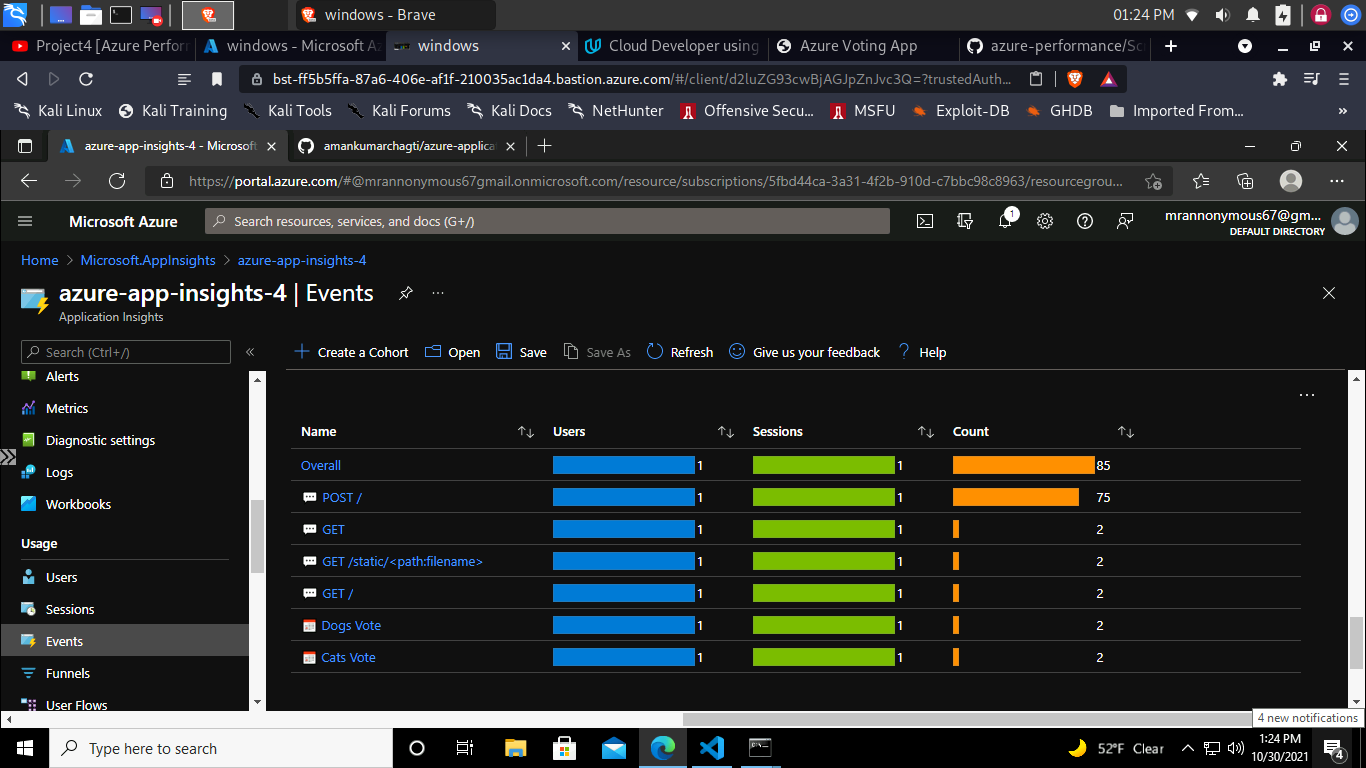 windows - Brave
01:24 PM
Project4 [Azure Perforr
windows - Microsoft Az
windows
Cloud Developer using
Azure Voting App
azure-performance/Scr
bst-ff5b5ffa-87a6-406e-af1f-210035ac1da4.bastion.azure.com/#/client/d2luZG93cwBjAGJpZnJvc3Q=?trustedAuth...
Kali Linux
Kali Training
Kali Tools
Kali Forums
Kali Docs
NetHunter
Offensive Secu...
MSFU
Exploit-DB
GHDB
Imported From...
azure-app-insights-4 - Microsoft
amankumarchagti/azure-applica
https://portal.azure.com/#@mrannonymous67gmail.onmicrosoft.com/resource/subscriptions/5fbd44ca-3a31-4f2b-910d-c7bbc98c8963/resourcegrou...
Microsoft Azure
Search resources, services, and docs (G+/)
1
mrannonymous67@gm...
DEFAULT DIRECTORY
Home > Microsoft.AppInsights > azure-app-insights-4
azure-app-insights-4 | Events
...
Application Insights
Search (Ctrl+/)
Create a Cohort
Open
Save
Save As
Refresh
Give us your feedback
Help
Alerts
Metrics
Diagnostic settings
Logs
Workbooks
Usage
Users
Sessions
Events
Funnels
User Flows
...
Name Users Sessions Count
Overall 1 1 85
POST / 1 1 75
GET 1 1 2
GET /static/<path:filename> 1 1 2
GET / 1 1 2
Dogs Vote 1 1 2
Cats Vote 1 1 2
4 new notifications
Type here to search
52°F Clear
1:24 PM
10/30/2021
4